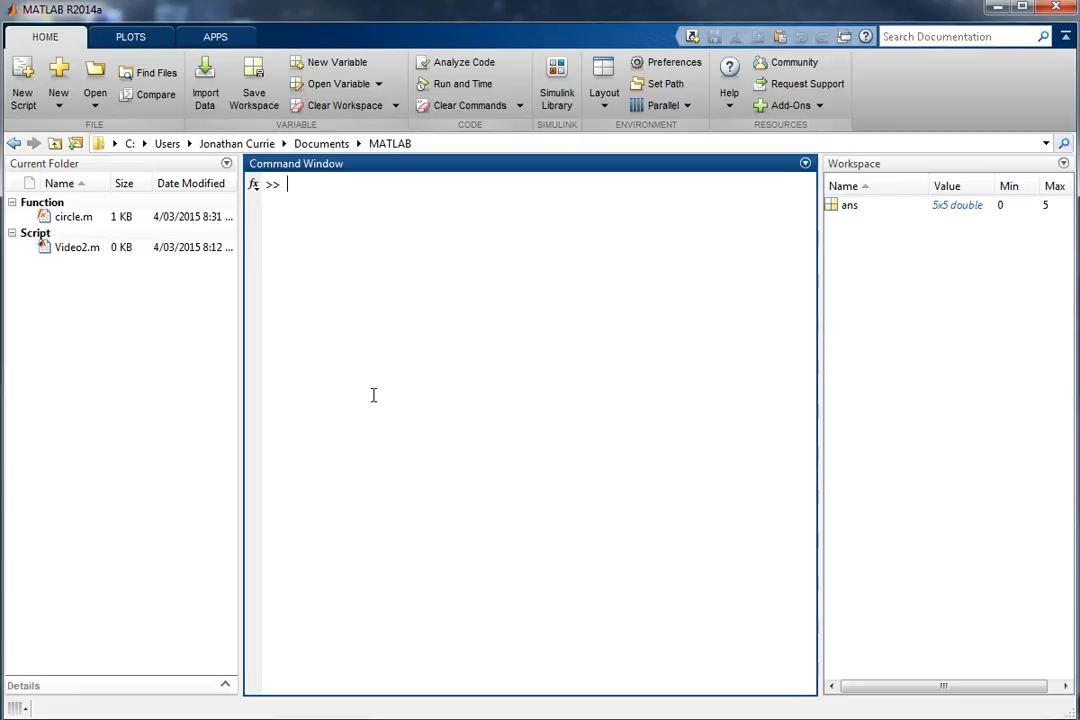 MATLAB R2014a
HOME PLOTS APPS
Search Documentation
New Script
New
Open
Find Files
Compare
Import Data
Save Workspace
New Variable
Open Variable
Clear Workspace
Analyze Code
Run and Time
Clear Commands
Simulink Library
Layout
Preferences
Set Path
Parallel
Help
Community
Request Support
Add-Ons
FILE VARIABLE CODE SIMULINK ENVIRONMENT RESOURCES
C: Users Jonathan Currie Documents MATLAB
Current Folder
Name Size Date Modified
Function
circle.m 1 KB 4/03/2015 8:31 ...
Script
Video2.m 0 KB 4/03/2015 8:12 ...
Details
Command Window
fx >>
Workspace
Name Value Min Max
ans 5x5 double 0 5